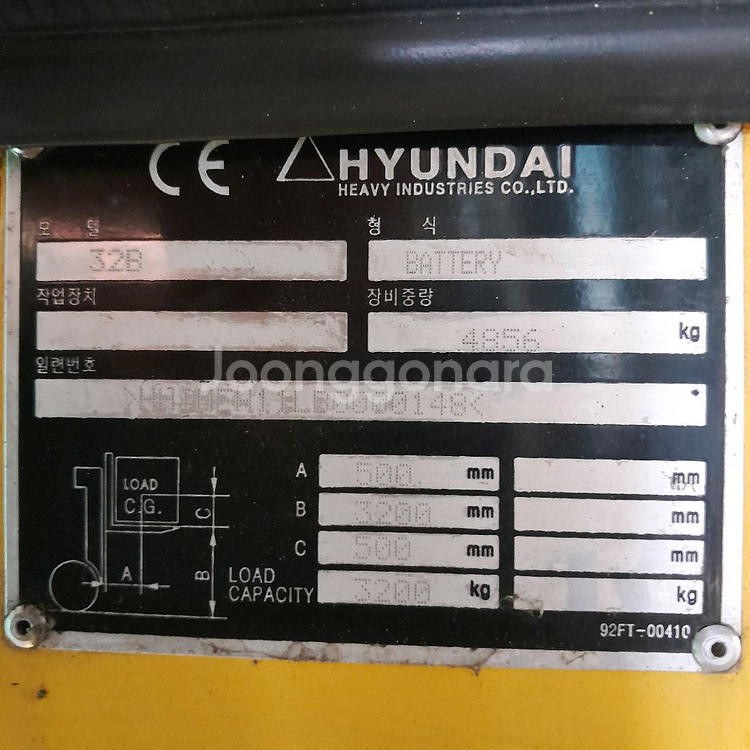 CE HYUNDAI
HEAVY INDUSTRIES CO.,LTD.
모 델 형 식
32B BATTERY
작업장치 장비중량
4856 kg
일련번호
Joonggonara
A 500 mm mm
LOAD
C.G.
B 3200 mm mm
C
C 500 mm mm
A B
LOAD CAPACITY 3200 kg kg
92FT-00410